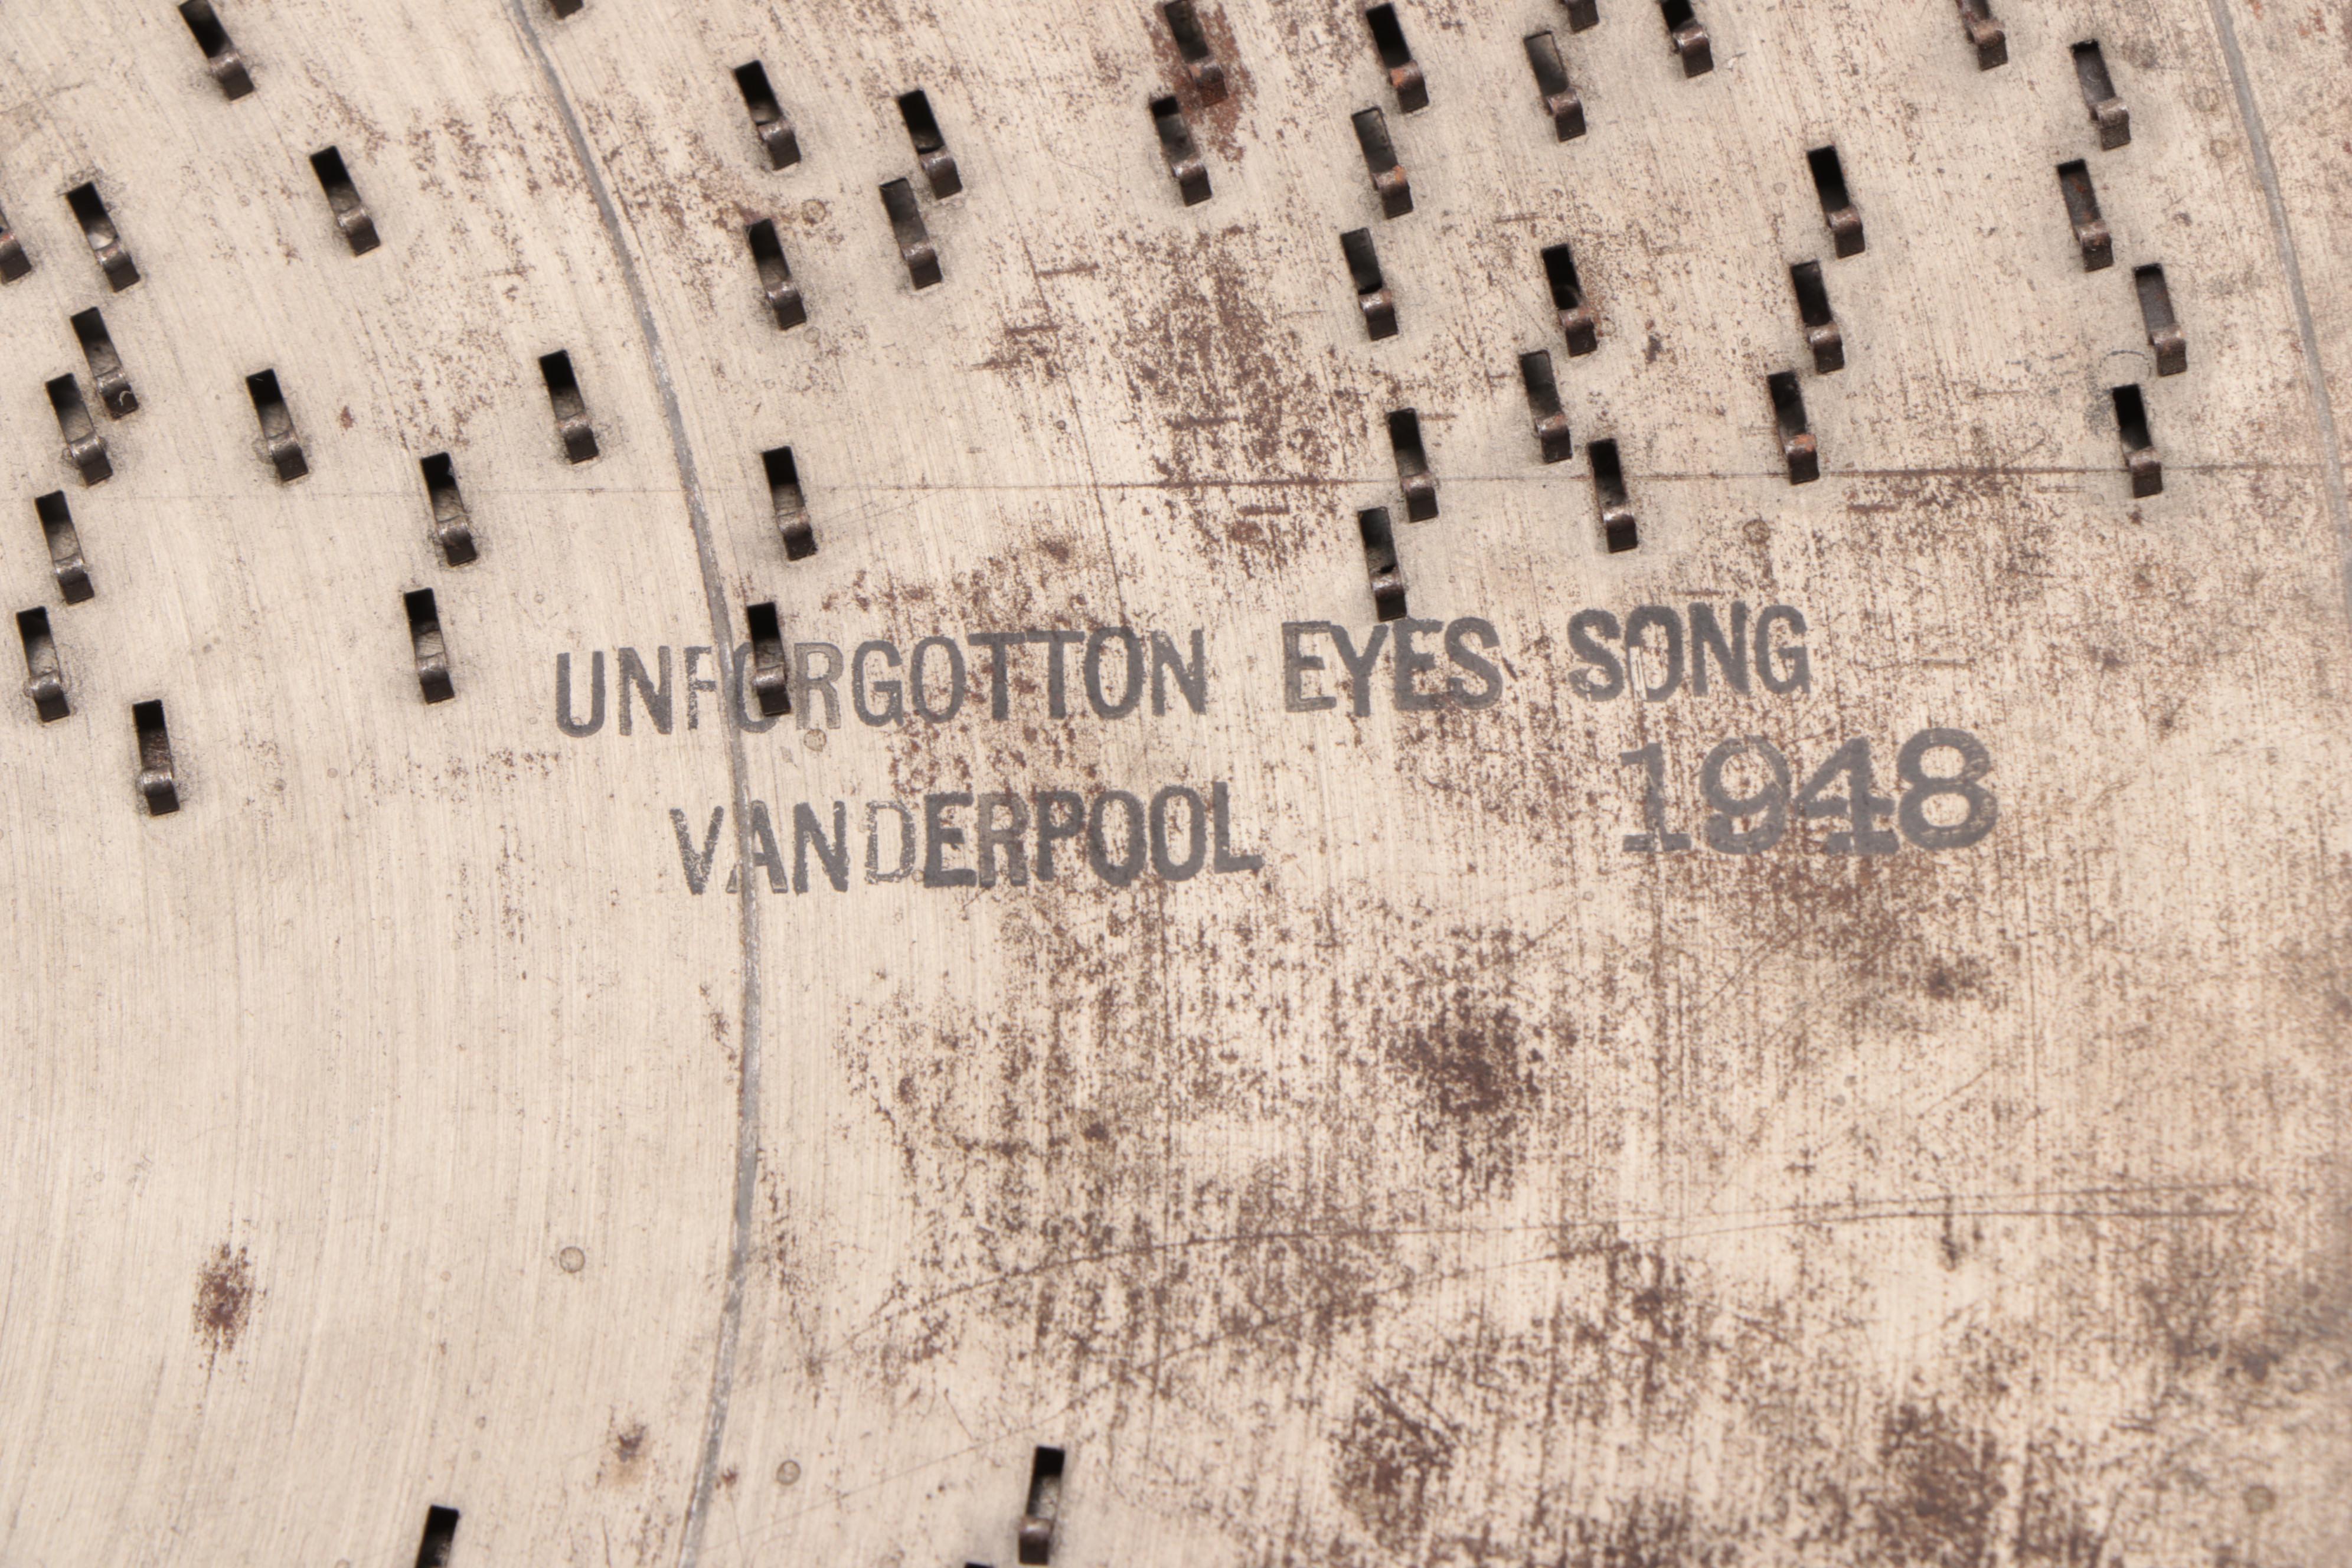 UNFORGOTTON EYES SONG
VANDERPOOL 1948